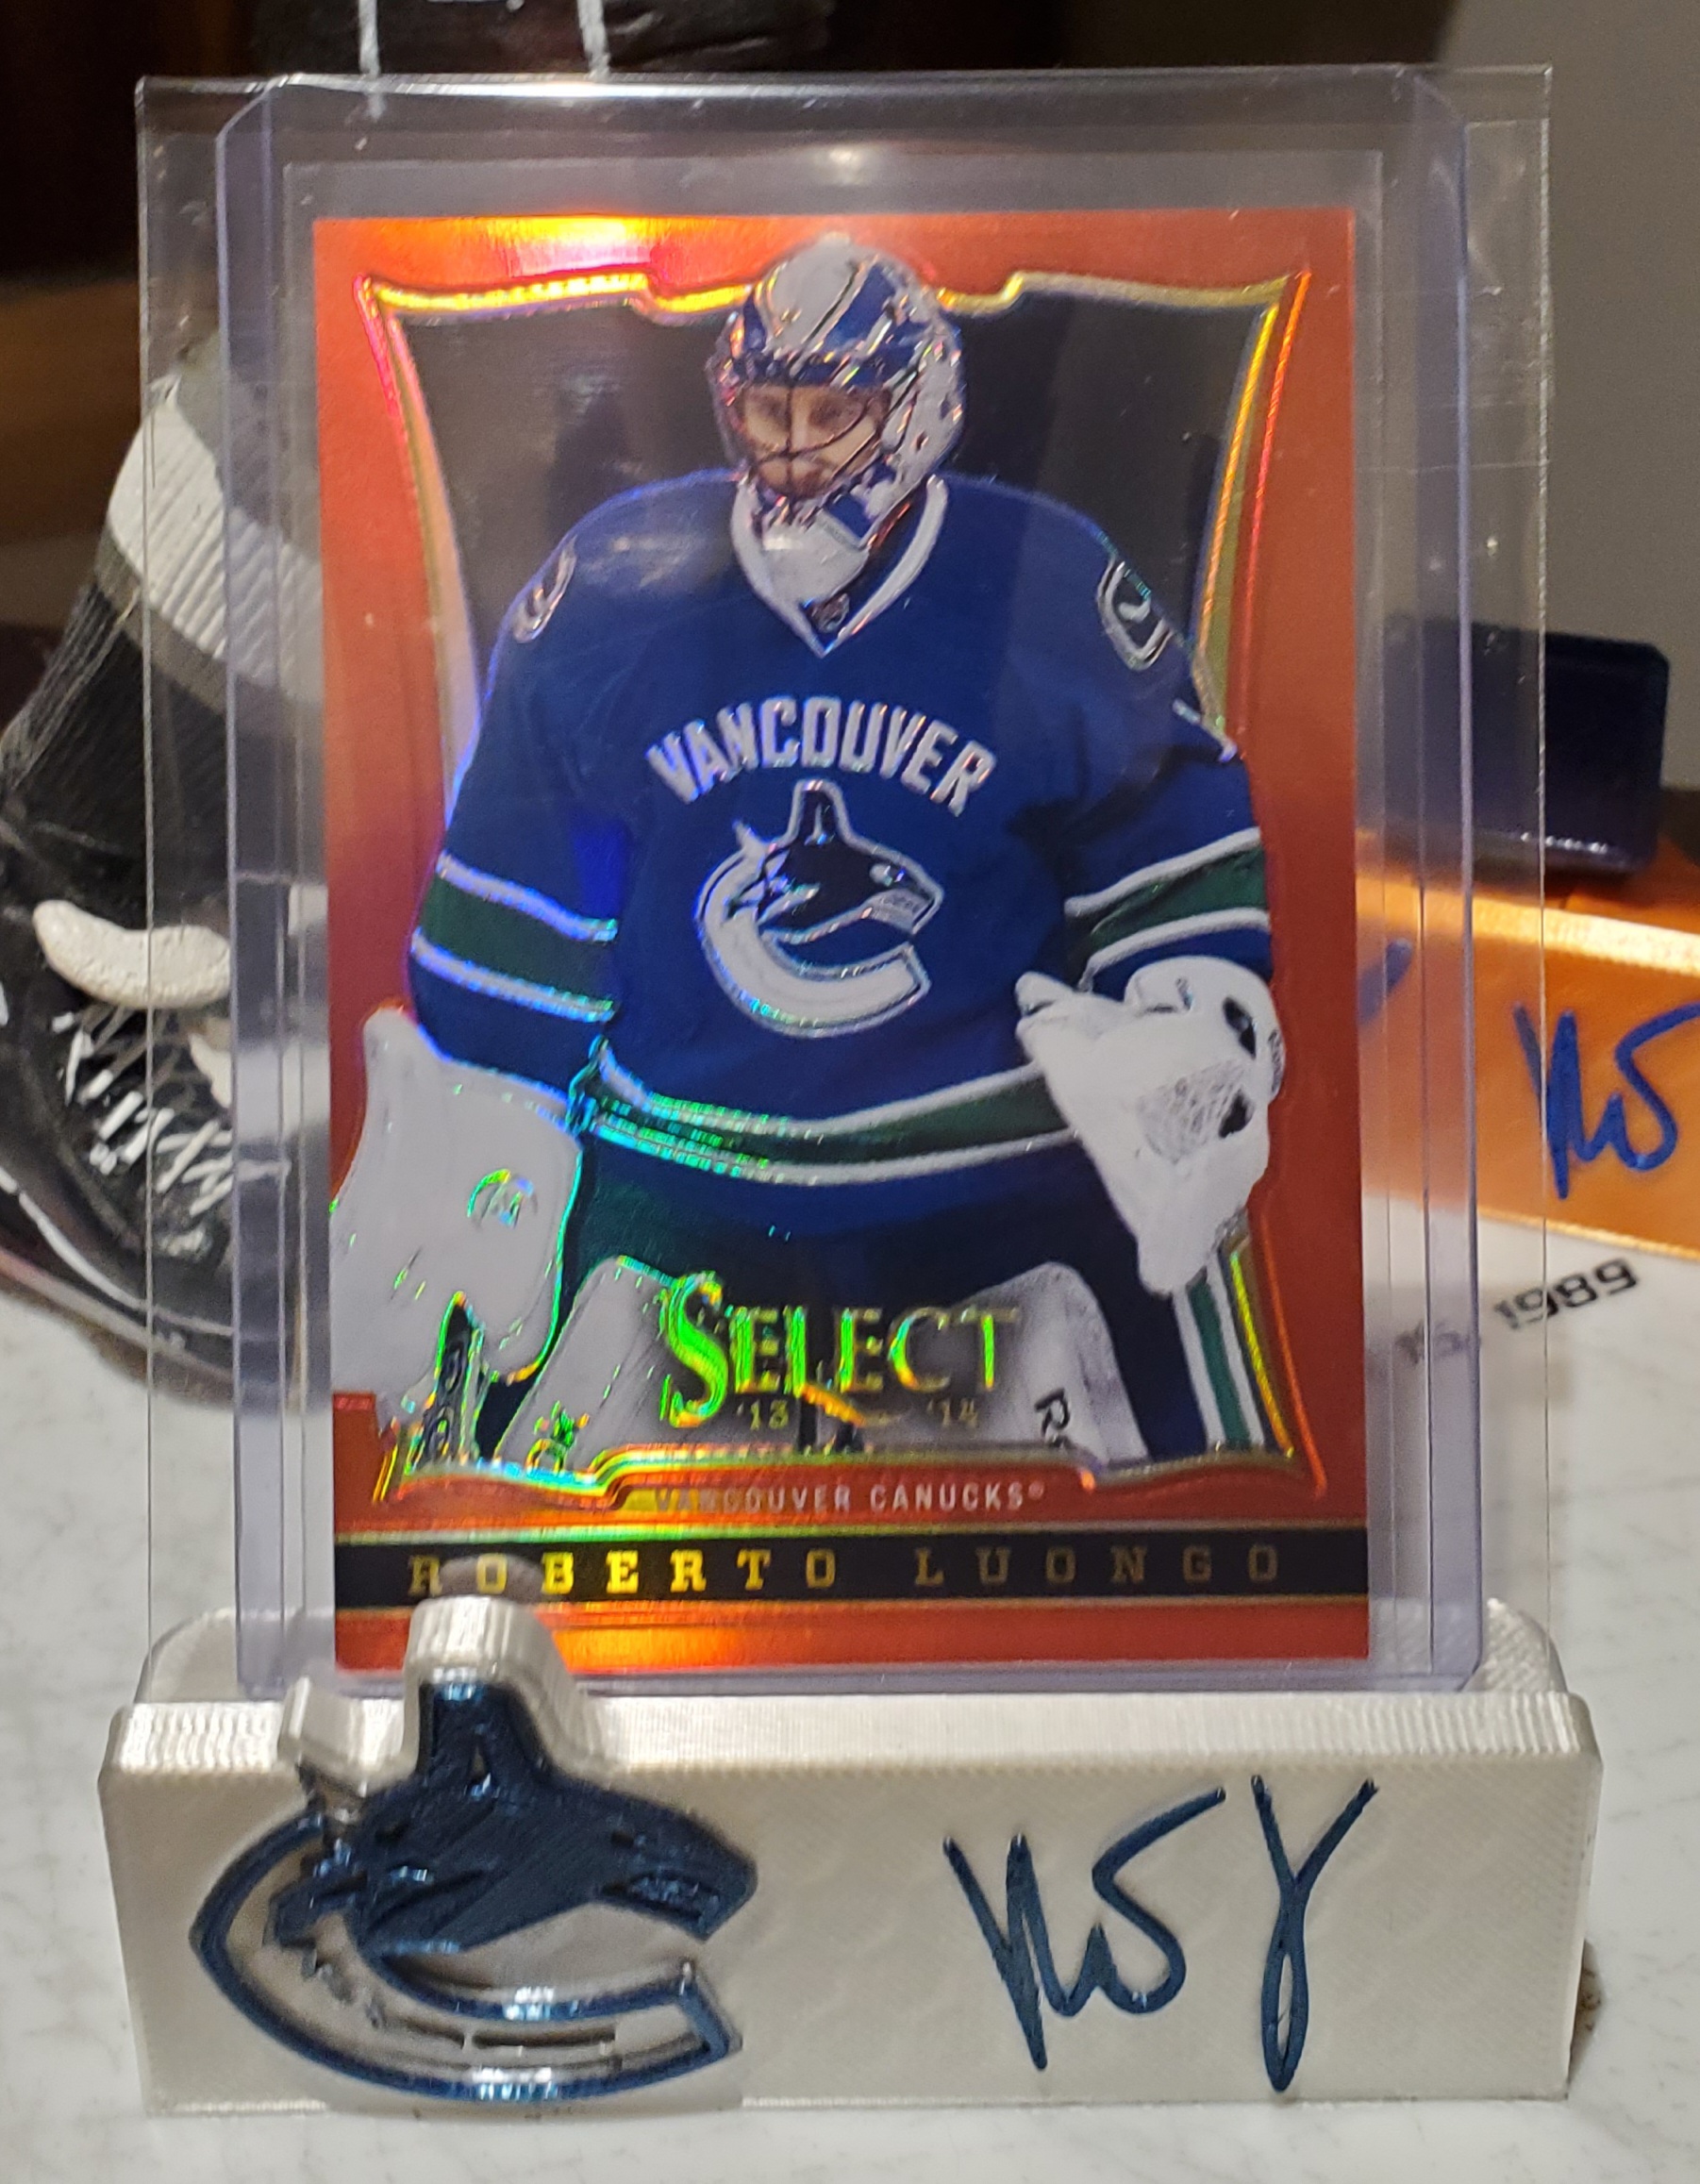 VANCOUVER
SELECT
'13 '14
VANCOUVER CANUCKS®
ROBERTO LUONGO
1989